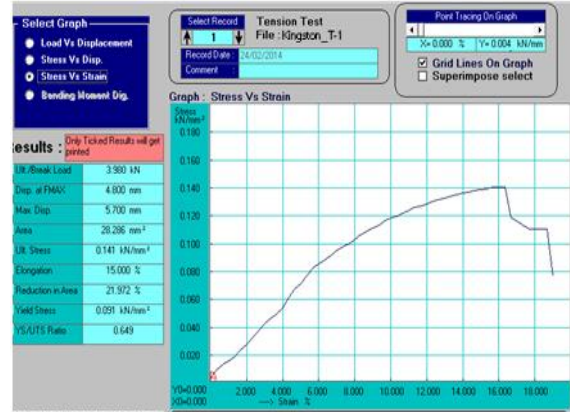 Select Graph
Load Vs Displacement
Stress Vs Disp.
Stress Vs Strain
Bending Moment Dig.
Select Record
1
Tension Test
File : Kingston_T-1
Record Date : 24/02/2014
Comment :
Point Tracing On Graph
X= 0.000 % Y= 0.004 kN/mm
Grid Lines On Graph
Superimpose select
esults : Only Ticked Results will get
printed
Ult./Break Load 3.980 kN
Disp. at FMAX 4.800 mm
Max. Disp. 5.700 mm
Area 28.286 mm²
Ult. Stress 0.141 kN/mm²
Elongation 15.000 %
Reduction in Area 21.972 %
Yield Stress 0.091 kN/mm²
YS/UTS Ratio 0.649
Graph : Stress Vs Strain
Stress
kN/mm²
0.180
0.160
0.140
0.120
0.100
0.080
0.060
0.040
0.020
Y0=0.000
X0=0.000
2.000 4.000 6.000 8.000 10.000 12.000 14.000 16.000 18.000
---> Strain %